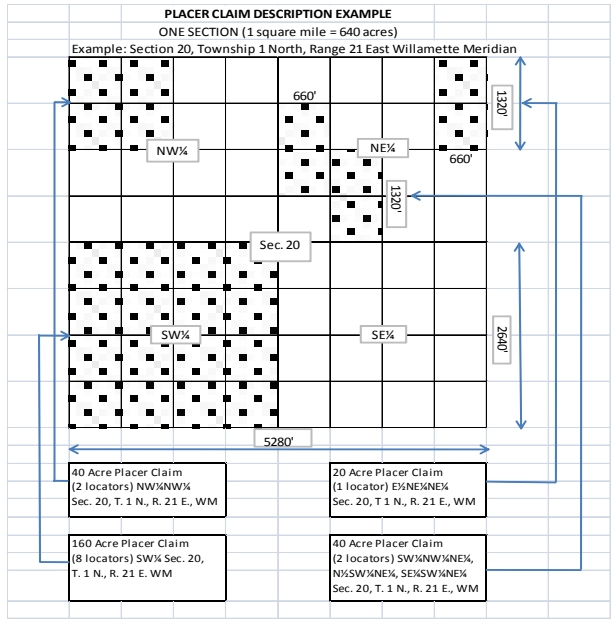 PLACER CLAIM DESCRIPTION EXAMPLE
ONE SECTION (1 square mile = 640 acres)
Example: Section 20, Township 1 North, Range 21 East Willamette Meridian
660'
1320'
NW¼
NE¼
660'
1320'
Sec. 20
SW¼
SE¼
2640'
5280'
40 Acre Placer Claim
(2 locators) NW¼NW¼
Sec. 20, T. 1 N., R. 21 E., WM
20 Acre Placer Claim
(1 locator) E½NE¼NE¼
Sec. 20, T 1 N., R. 21 E., WM
160 Acre Placer Claim
(8 locators) SW¼ Sec. 20,
T. 1 N., R. 21 E. WM
40 Acre Placer Claim
(2 locators) SW¼NW¼NE¼,
N½SW¼NE¼, SE¼SW¼NE¼
Sec. 20, T 1 N., R. 21 E., WM